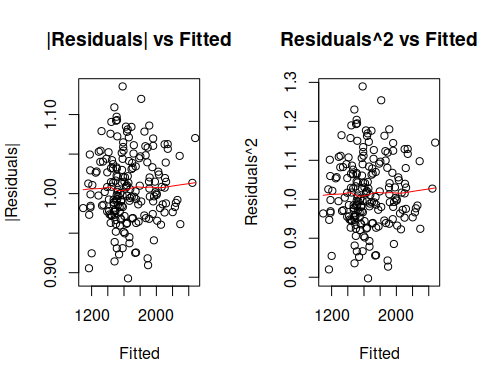 |Residuals| vs Fitted
|Residuals|
0.90
1.00
1.10
1200
2000
Fitted
Residuals^2 vs Fitted
Residuals^2
0.8
0.9
1.0
1.1
1.2
1.3
1200
2000
Fitted